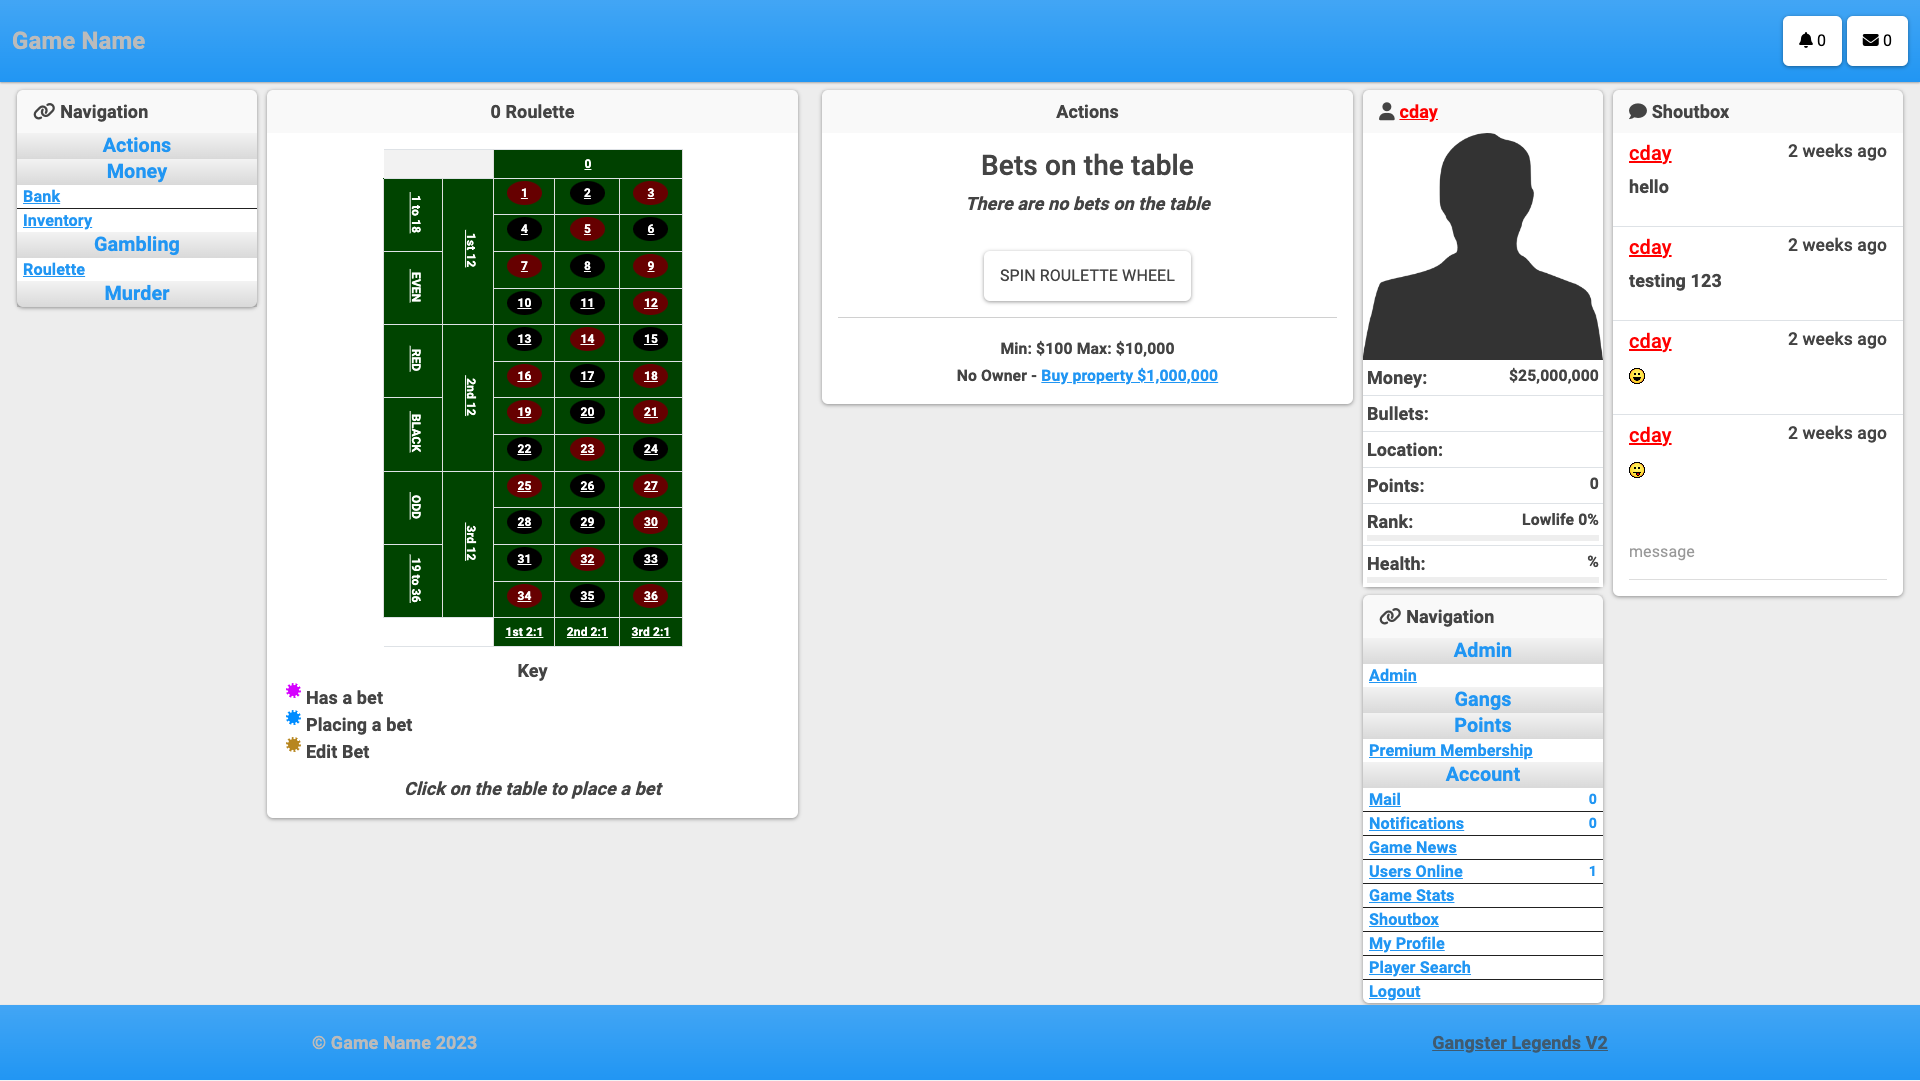 Game Name
0
0
Navigation
Actions
Money
Bank
Inventory
Gambling
Roulette
Murder
0 Roulette
0
1 to 18
EVEN
RED
BLACK
ODD
19 to 36
1st 12
2nd 12
3rd 12
1 2 3
4 5 6
7 8 9
10 11 12
13 14 15
16 17 18
19 20 21
22 23 24
25 26 27
28 29 30
31 32 33
34 35 36
1st 2:1 2nd 2:1 3rd 2:1
Key
Has a bet
Placing a bet
Edit Bet
Click on the table to place a bet
Actions
Bets on the table
There are no bets on the table
SPIN ROULETTE WHEEL
Min: $100 Max: $10,000
No Owner - Buy property $1,000,000
cday
Money: $25,000,000
Bullets:
Location:
Points: 0
Rank: Lowlife 0%
Health: %
Navigation
Admin
Admin
Gangs
Points
Premium Membership
Account
Mail 0
Notifications 0
Game News
Users Online 1
Game Stats
Shoutbox
My Profile
Player Search
Logout
Shoutbox
cday 2 weeks ago
hello
cday 2 weeks ago
testing 123
cday 2 weeks ago
cday 2 weeks ago
message
© Game Name 2023
Gangster Legends V2